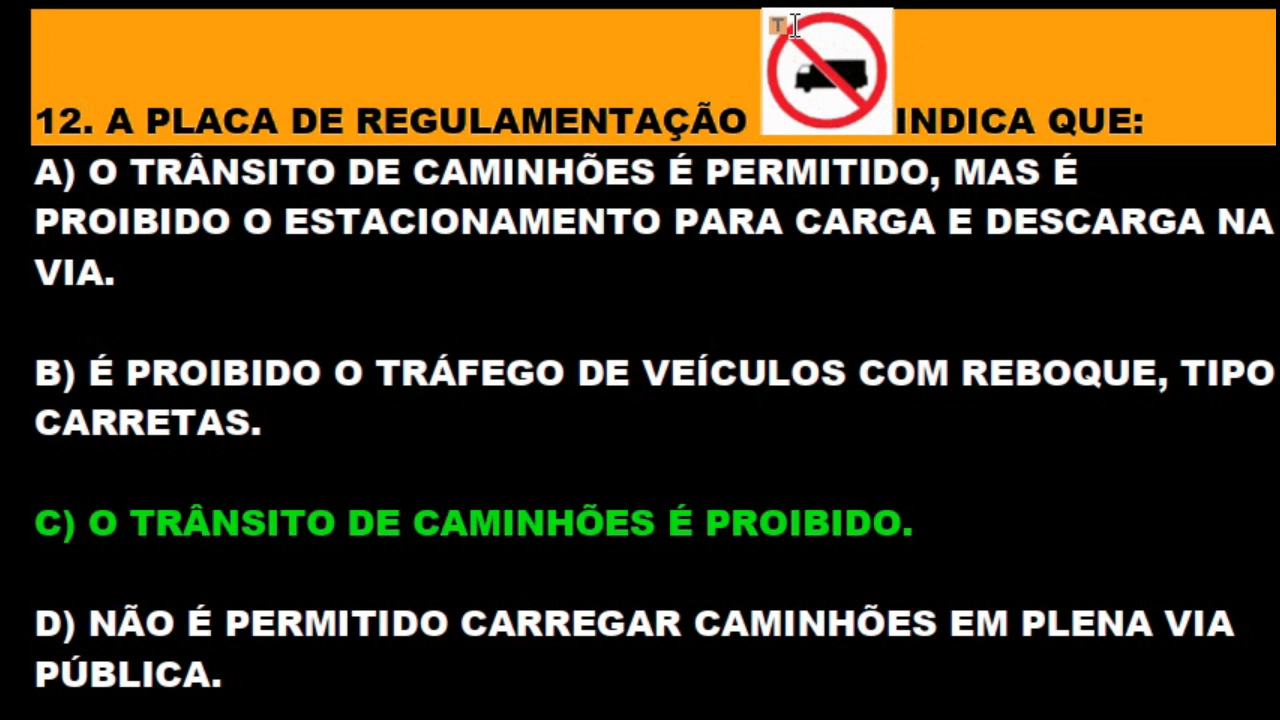 12. A PLACA DE REGULAMENTAÇÃO INDICA QUE:
A) O TRÂNSITO DE CAMINHÕES É PERMITIDO, MAS É
PROIBIDO O ESTACIONAMENTO PARA CARGA E DESCARGA NA
VIA.
B) É PROIBIDO O TRÁFEGO DE VEÍCULOS COM REBOQUE, TIPO
CARRETAS.
C) O TRÂNSITO DE CAMINHÕES É PROIBIDO.
D) NÃO É PERMITIDO CARREGAR CAMINHÕES EM PLENA VIA
PÚBLICA.